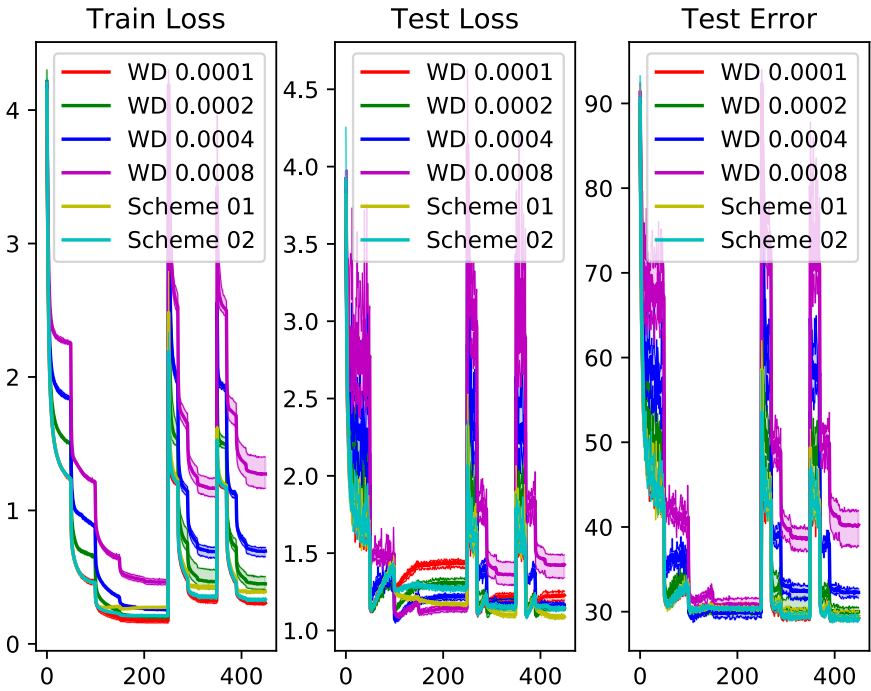 Train Loss
Test Loss
Test Error
WD 0.0001
WD 0.0002
WD 0.0004
WD 0.0008
Scheme 01
Scheme 02
4
3
2
1
0
0
200
400
WD 0.0001
WD 0.0002
WD 0.0004
WD 0.0008
Scheme 01
Scheme 02
4.5
4.0
3.5
3.0
2.5
2.0
1.5
1.0
0
200
400
WD 0.0001
WD 0.0002
WD 0.0004
WD 0.0008
Scheme 01
Scheme 02
90
80
70
60
50
40
30
0
200
400